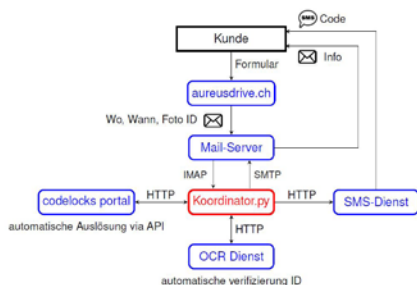 SMS Code
Kunde
Info
Formular
aureusdrive.ch
Wo, Wann, Foto ID
Mail-Server
IMAP
SMTP
HTTP
HTTP
codelocks portal
Koordinator.py
SMS-Dienst
automatische Auslösung via API
HTTP
OCR Dienst
automatische verifizierung ID